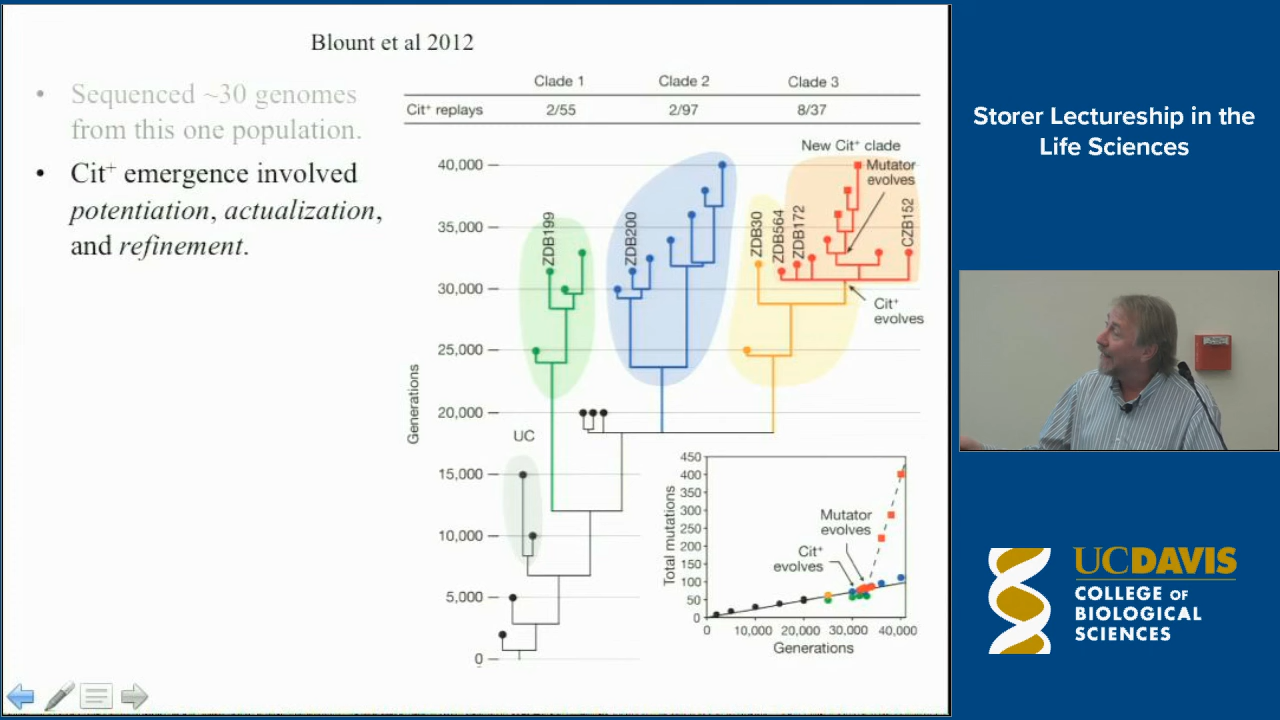 Blount et al 2012
• Sequenced ~30 genomes
from this one population.
• Cit⁺ emergence involved
potentiation, actualization,
and refinement.
Clade 1 Clade 2 Clade 3
Cit⁺ replays 2/55 2/97 8/37
New Cit⁺ clade
Mutator
evolves
40,000
35,000
30,000
25,000
20,000
15,000
10,000
5,000
0
Generations
ZDB199
ZDB200
ZDB30
ZDB564
ZDB172
CZB152
Cit⁺
evolves
UC
Total mutations
450
400
350
300
250
200
150
100
50
0
Mutator
evolves
Cit⁺
evolves
0 10,000 20,000 30,000 40,000
Generations
Storer Lectureship in the
Life Sciences
UCDAVIS
COLLEGE OF
BIOLOGICAL
SCIENCES